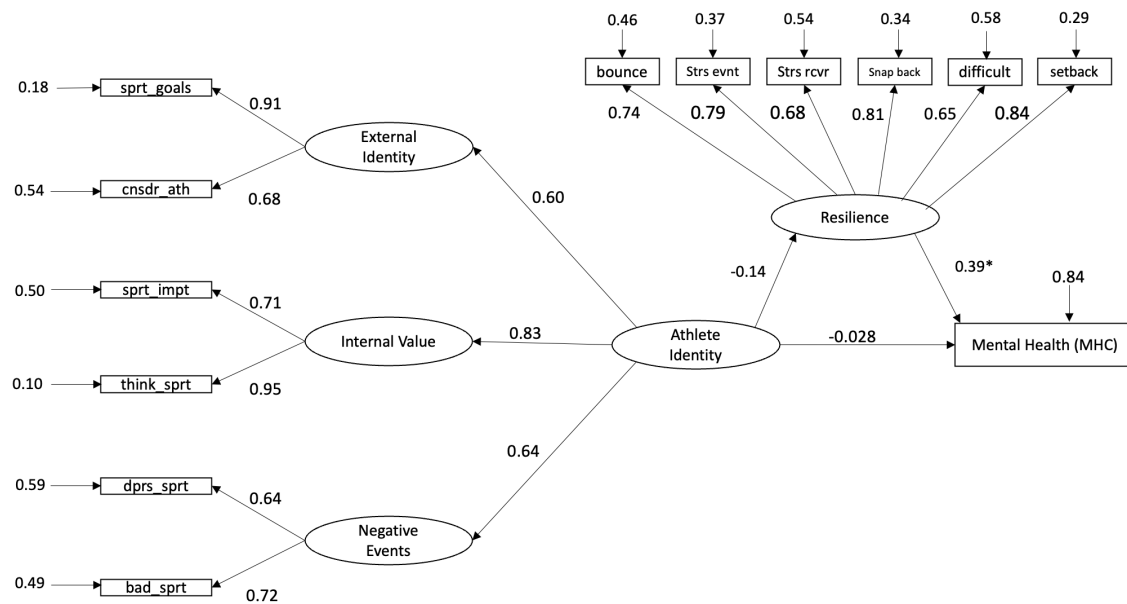 0.46
0.37
0.54
0.34
0.58
0.29
bounce
Strs evnt
Strs rcvr
Snap back
difficult
setback
0.74
0.79
0.68
0.81
0.65
0.84
0.18
sprt_goals
0.91
External
Identity
0.54
cnsdr_ath
0.68
0.60
Resilience
-0.14
0.39*
0.84
0.50
sprt_impt
0.71
Internal Value
0.83
Athlete
Identity
-0.028
Mental Health (MHC)
0.10
think_sprt
0.95
0.64
0.59
dprs_sprt
0.64
Negative
Events
0.49
bad_sprt
0.72